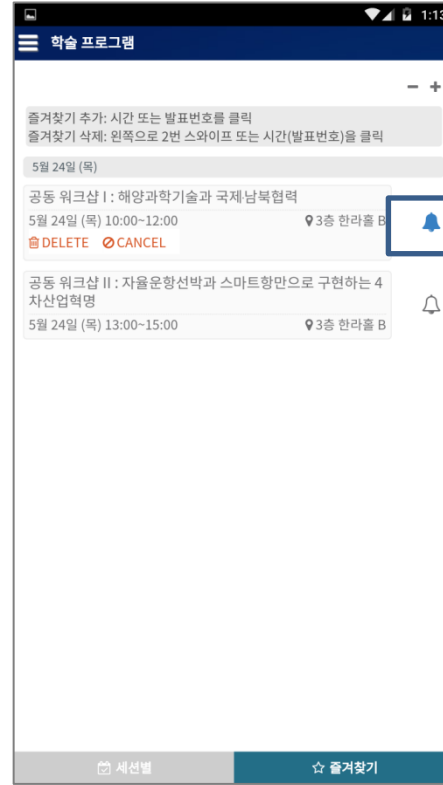 1:13
학술 프로그램
- +
즐겨찾기 추가: 시간 또는 발표번호를 클릭
즐겨찾기 삭제: 왼쪽으로 2번 스와이프 또는 시간(발표번호)을 클릭
5월 24일 (목)
공동 워크샵 I : 해양과학기술과 국제·남북협력
5월 24일 (목) 10:00~12:00 3층 한라홀 B
DELETE CANCEL
공동 워크샵 II : 자율운항선박과 스마트항만으로 구현하는 4
차산업혁명
5월 24일 (목) 13:00~15:00 3층 한라홀 B
세션별 즐겨찾기